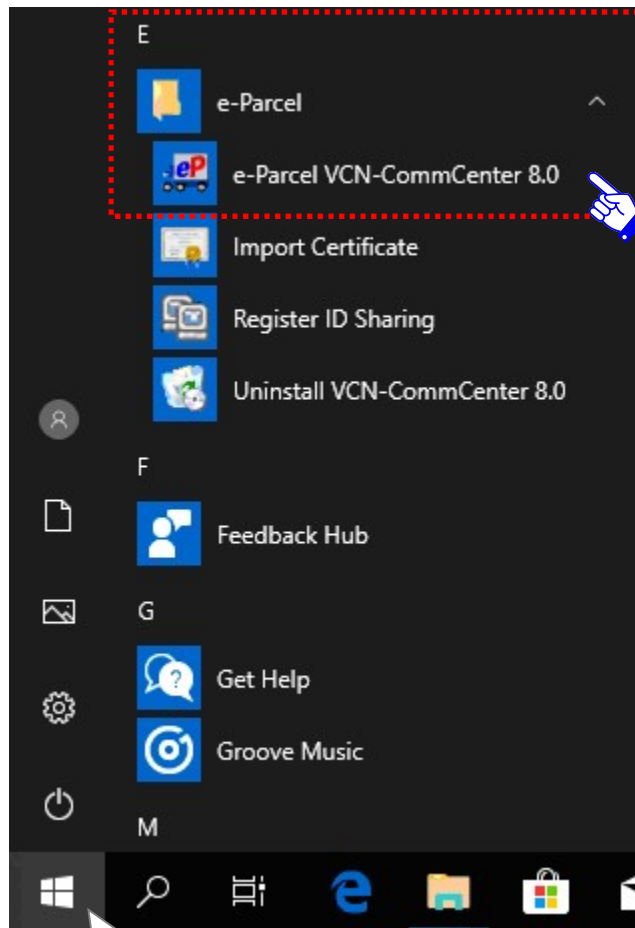 E
e-Parcel
eP
e-Parcel VCN-CommCenter 8.0
Import Certificate
Register ID Sharing
Uninstall VCN-CommCenter 8.0
F
Feedback Hub
G
Get Help
Groove Music
M